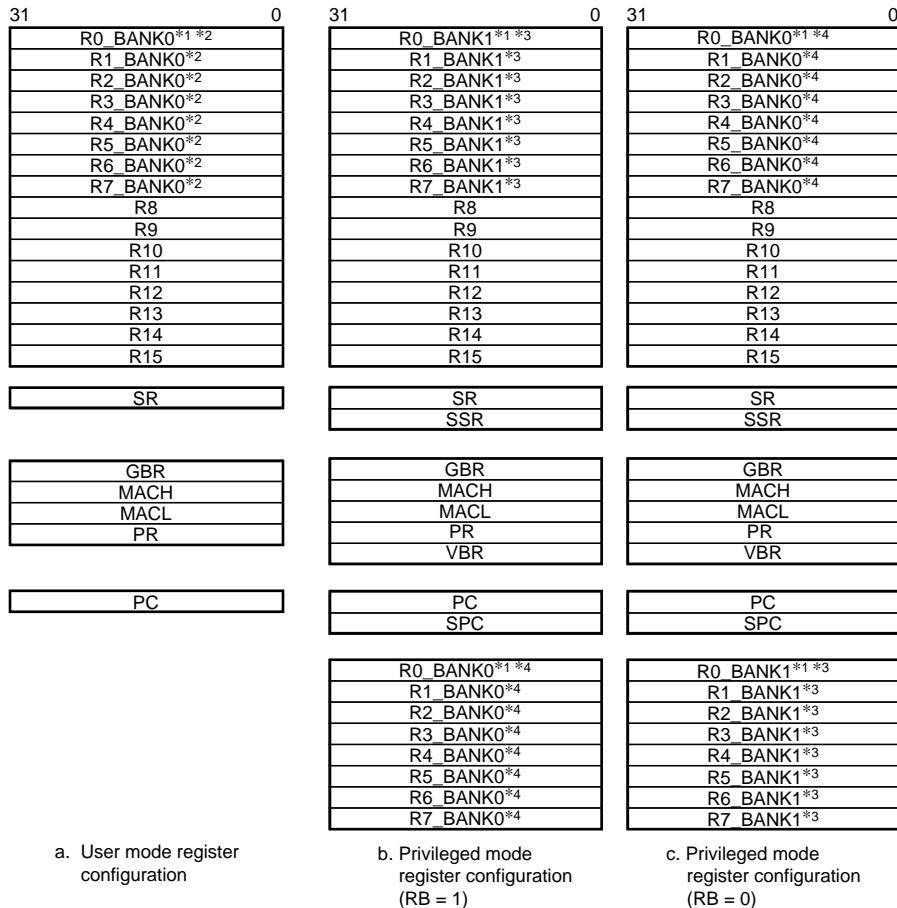 31 0
R0_BANK0*1 *2
R1_BANK0*2
R2_BANK0*2
R3_BANK0*2
R4_BANK0*2
R5_BANK0*2
R6_BANK0*2
R7_BANK0*2
R8
R9
R10
R11
R12
R13
R14
R15
SR
GBR
MACH
MACL
PR
PC
a. User mode register
configuration
31 0
R0_BANK1*1 *3
R1_BANK1*3
R2_BANK1*3
R3_BANK1*3
R4_BANK1*3
R5_BANK1*3
R6_BANK1*3
R7_BANK1*3
R8
R9
R10
R11
R12
R13
R14
R15
SR
SSR
GBR
MACH
MACL
PR
VBR
PC
SPC
R0_BANK0*1 *4
R1_BANK0*4
R2_BANK0*4
R3_BANK0*4
R4_BANK0*4
R5_BANK0*4
R6_BANK0*4
R7_BANK0*4
b. Privileged mode
register configuration
(RB = 1)
31 0
R0_BANK0*1 *4
R1_BANK0*4
R2_BANK0*4
R3_BANK0*4
R4_BANK0*4
R5_BANK0*4
R6_BANK0*4
R7_BANK0*4
R8
R9
R10
R11
R12
R13
R14
R15
SR
SSR
GBR
MACH
MACL
PR
VBR
PC
SPC
R0_BANK1*1 *3
R1_BANK1*3
R2_BANK1*3
R3_BANK1*3
R4_BANK1*3
R5_BANK1*3
R6_BANK1*3
R7_BANK1*3
c. Privileged mode
register configuration
(RB = 0)